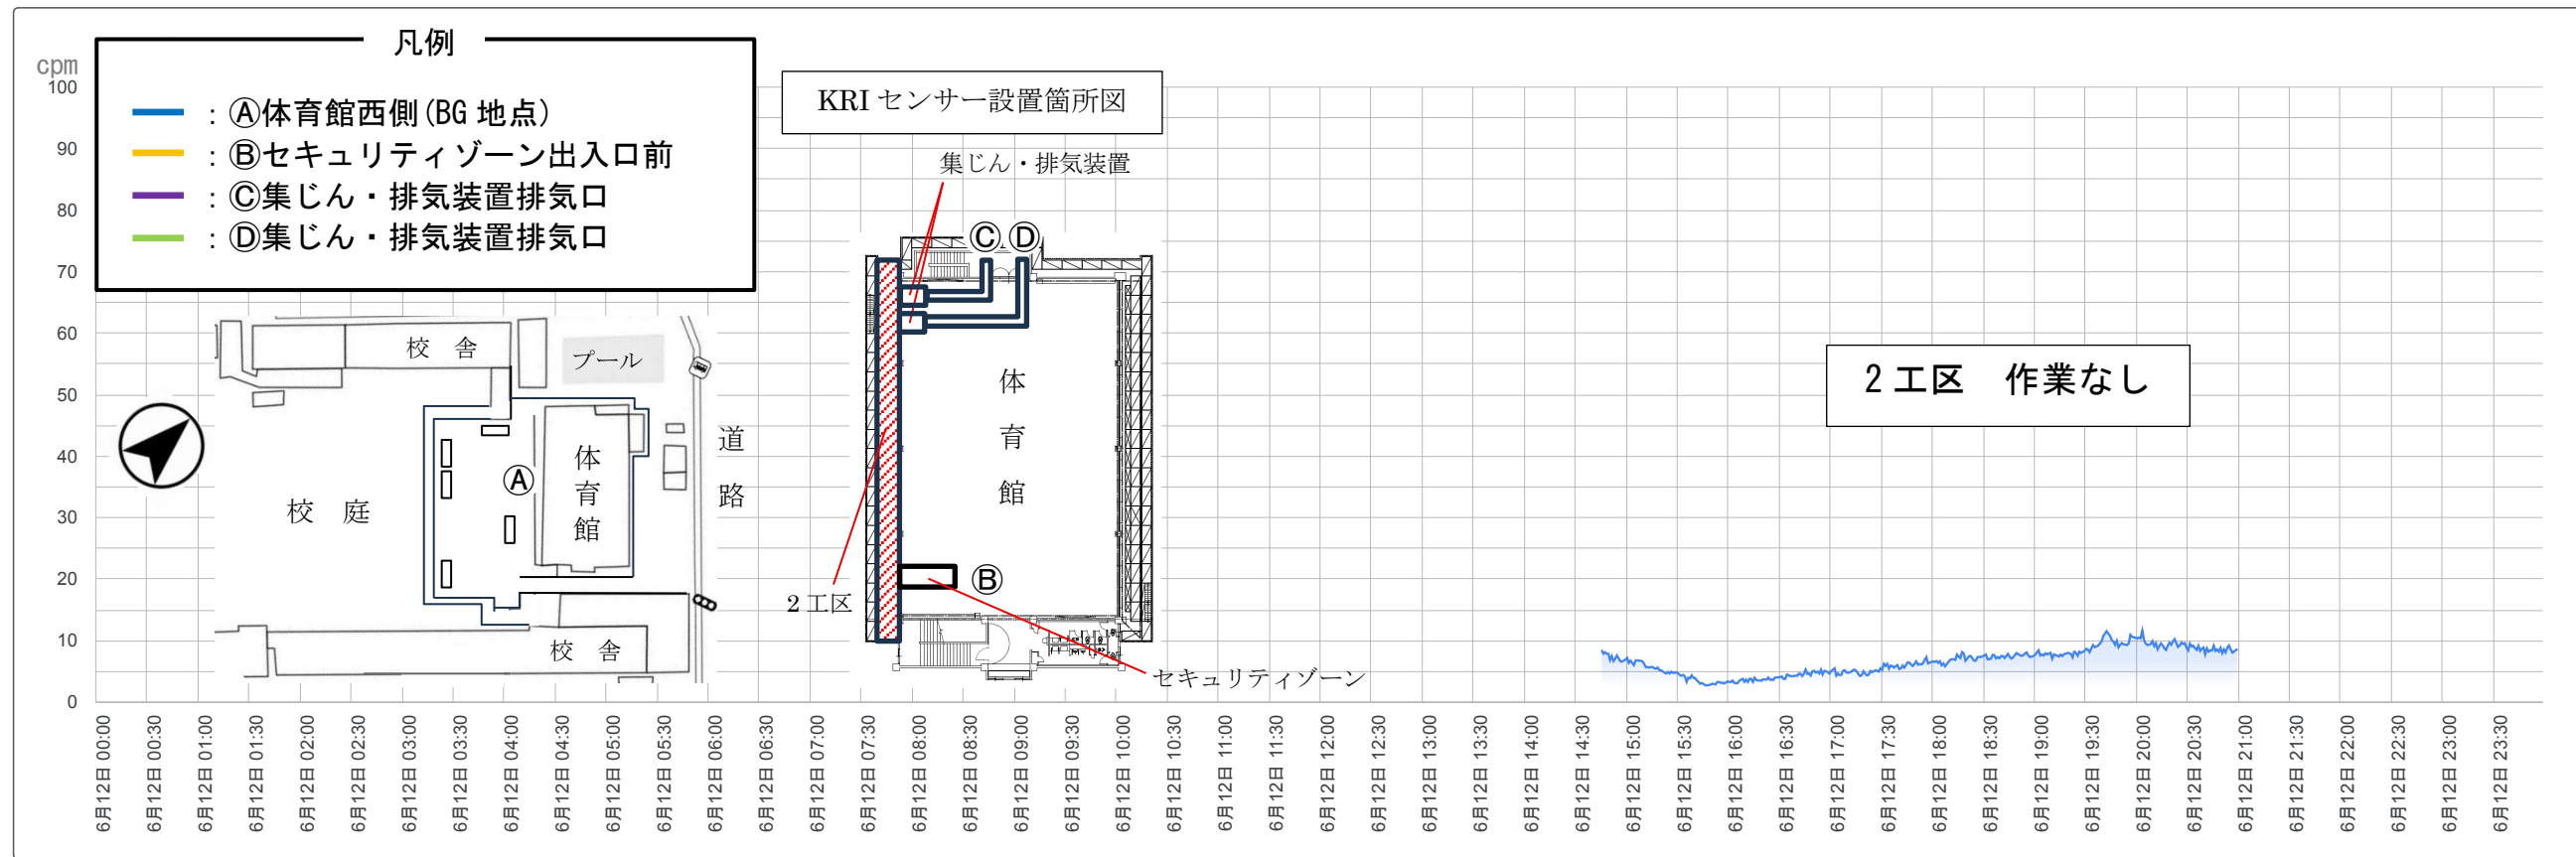 凡例
: Ⓐ体育館西側(BG 地点)
: Ⓑセキュリティゾーン出入口前
: Ⓒ集じん・排気装置排気口
: Ⓓ集じん・排気装置排気口
cpm
100
90
80
70
60
50
40
30
20
10
0
KRI センサー設置箇所図
集じん・排気装置
Ⓒ Ⓓ
体育館
Ⓑ
2 工区
セキュリティゾーン
校 舎
プール
道路
Ⓐ
体育館
校 庭
校 舎
2 工区 作業なし
6月12日 00:00
6月12日 00:30
6月12日 01:00
6月12日 01:30
6月12日 02:00
6月12日 02:30
6月12日 03:00
6月12日 03:30
6月12日 04:00
6月12日 04:30
6月12日 05:00
6月12日 05:30
6月12日 06:00
6月12日 06:30
6月12日 07:00
6月12日 07:30
6月12日 08:00
6月12日 08:30
6月12日 09:00
6月12日 09:30
6月12日 10:00
6月12日 10:30
6月12日 11:00
6月12日 11:30
6月12日 12:00
6月12日 12:30
6月12日 13:00
6月12日 13:30
6月12日 14:00
6月12日 14:30
6月12日 15:00
6月12日 15:30
6月12日 16:00
6月12日 16:30
6月12日 17:00
6月12日 17:30
6月12日 18:00
6月12日 18:30
6月12日 19:00
6月12日 19:30
6月12日 20:00
6月12日 20:30
6月12日 21:00
6月12日 21:30
6月12日 22:00
6月12日 22:30
6月12日 23:00
6月12日 23:30